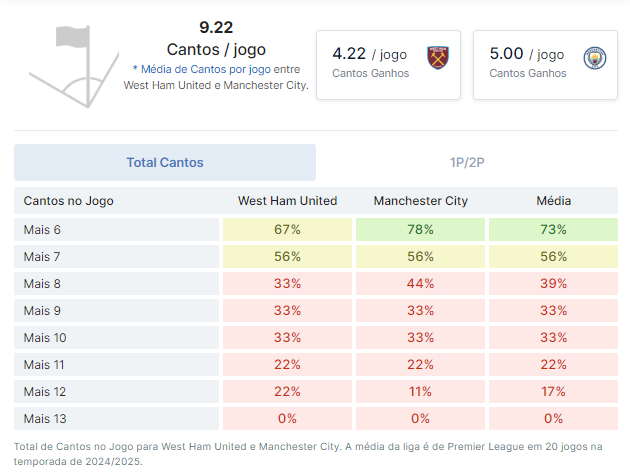 9.22
Cantos / jogo
* Média de Cantos por jogo entre
West Ham United e Manchester City.
4.22 / jogo
Cantos Ganhos
5.00 / jogo
Cantos Ganhos
Total Cantos 1P/2P
Cantos no Jogo West Ham United Manchester City Média
Mais 6 67% 78% 73%
Mais 7 56% 56% 56%
Mais 8 33% 44% 39%
Mais 9 33% 33% 33%
Mais 10 33% 33% 33%
Mais 11 22% 22% 22%
Mais 12 22% 11% 17%
Mais 13 0% 0% 0%
Total de Cantos no Jogo para West Ham United e Manchester City. A média da liga é de Premier League em 20 jogos na
temporada de 2024/2025.